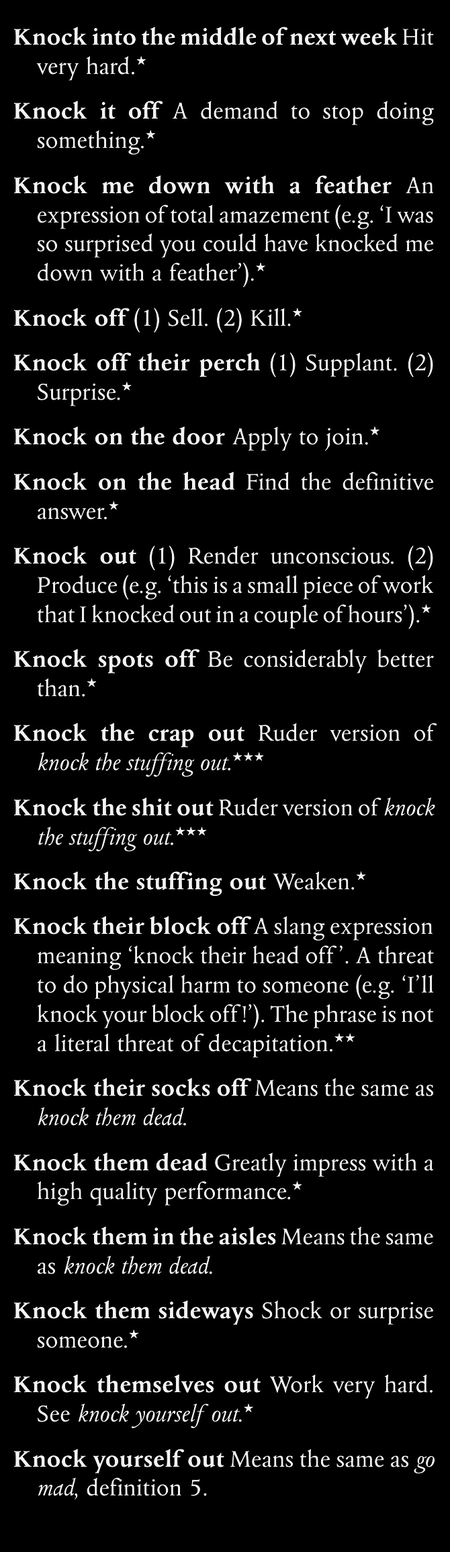 Knock into the middle of next week Hit
very hard.★
Knock it off A demand to stop doing
something.★
Knock me down with a feather An
expression of total amazement (e.g. ‘I was
so surprised you could have knocked me
down with a feather’).★
Knock off (1) Sell. (2) Kill.★
Knock off their perch (1) Supplant. (2)
Surprise.★
Knock on the door Apply to join.★
Knock on the head Find the definitive
answer.★
Knock out (1) Render unconscious. (2)
Produce (e.g. ‘this is a small piece of work
that I knocked out in a couple of hours’).★
Knock spots off Be considerably better
than.★
Knock the crap out Ruder version of
knock the stuffing out.★★★
Knock the shit out Ruder version of knock
the stuffing out.★★★
Knock the stuffing out Weaken.★
Knock their block off A slang expression
meaning ‘knock their head off’. A threat
to do physical harm to someone (e.g. ‘I’ll
knock your block off!’). The phrase is not
a literal threat of decapitation.★★
Knock their socks off Means the same as
knock them dead.
Knock them dead Greatly impress with a
high quality performance.★
Knock them in the aisles Means the same
as knock them dead.
Knock them sideways Shock or surprise
someone.★
Knock themselves out Work very hard.
See knock yourself out.★
Knock yourself out Means the same as go
mad, definition 5.